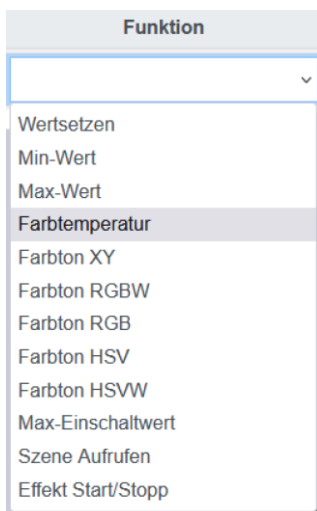 Funktion
Wertsetzen
Min-Wert
Max-Wert
Farbtemperatur
Farbton XY
Farbton RGBW
Farbton RGB
Farbton HSV
Farbton HSVW
Max-Einschaltwert
Szene Aufrufen
Effekt Start/Stopp